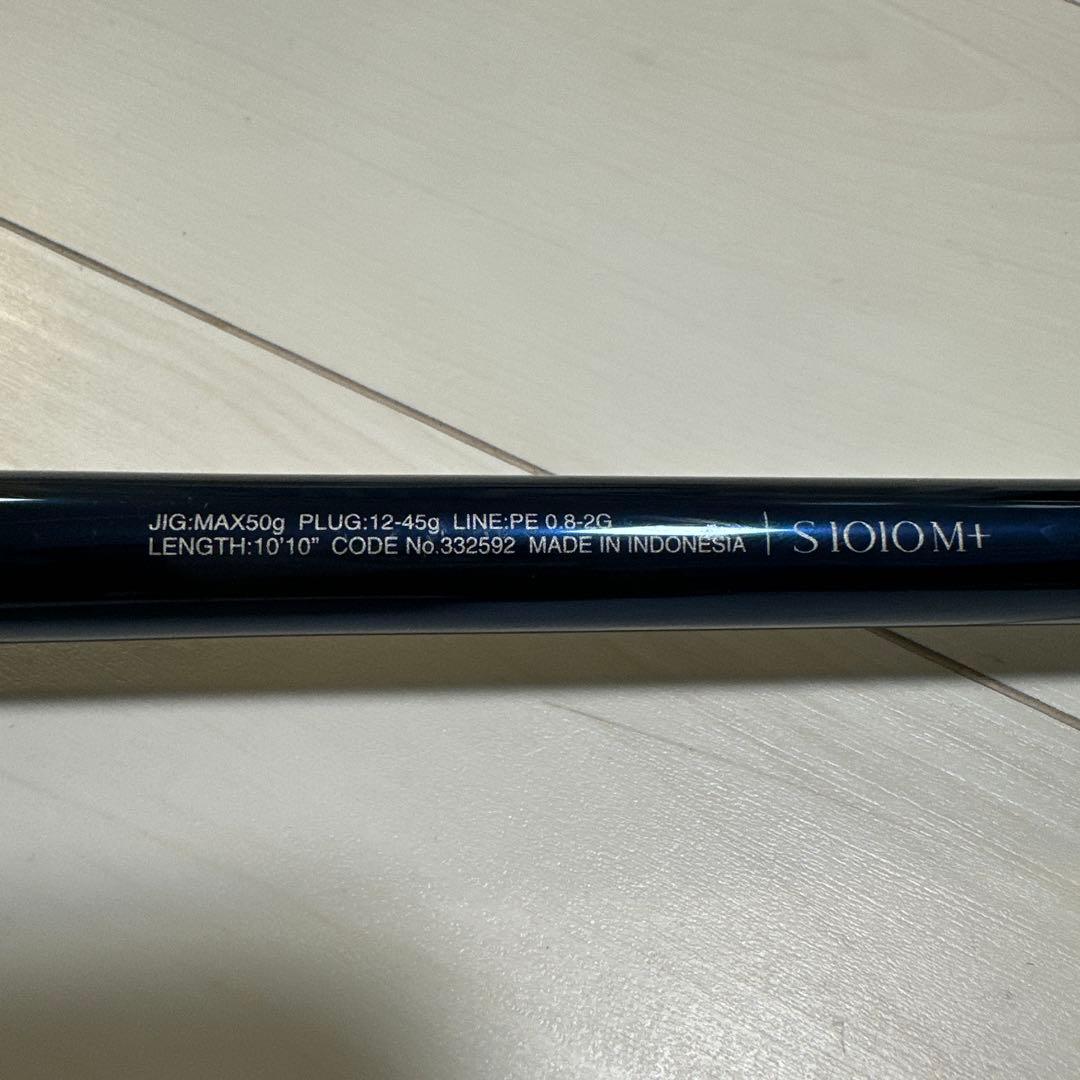 JIG:MAX50g PLUG:12-45g, LINE:PE 0.8-2G
LENGTH:10'10" CODE No.332592 MADE IN INDONESIA | S1010M+